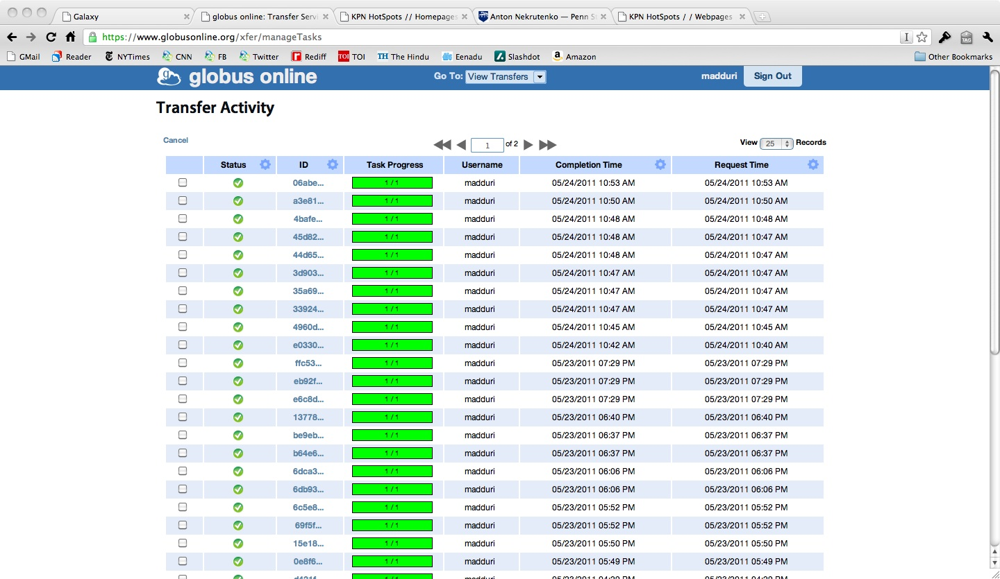 Galaxy
globus online: Transfer Servi
KPN HotSpots // Homepages
Anton Nekrutenko — Penn St
KPN HotSpots / / Webpages
https://www.globusonline.org/xfer/manageTasks
GMail Reader NYTimes CNN FB Twitter Rediff TOI TOI TH The Hindu Eenadu Slashdot Amazon Other Bookmarks
globus online Go To: View Transfers madduri Sign Out
Transfer Activity
Cancel 1 of 2 View 25 Records
Status ID Task Progress Username Completion Time Request Time
06abe... 1 / 1 madduri 05/24/2011 10:53 AM 05/24/2011 10:53 AM
a3e81... 1 / 1 madduri 05/24/2011 10:50 AM 05/24/2011 10:50 AM
4bafe... 1 / 1 madduri 05/24/2011 10:48 AM 05/24/2011 10:48 AM
45d82... 1 / 1 madduri 05/24/2011 10:48 AM 05/24/2011 10:47 AM
44d65... 1 / 1 madduri 05/24/2011 10:48 AM 05/24/2011 10:47 AM
3d903... 1 / 1 madduri 05/24/2011 10:47 AM 05/24/2011 10:47 AM
35a69... 1 / 1 madduri 05/24/2011 10:47 AM 05/24/2011 10:47 AM
33924... 1 / 1 madduri 05/24/2011 10:47 AM 05/24/2011 10:47 AM
4960d... 1 / 1 madduri 05/24/2011 10:45 AM 05/24/2011 10:45 AM
e0330... 1 / 1 madduri 05/24/2011 10:42 AM 05/24/2011 10:40 AM
ffc53... 1 / 1 madduri 05/23/2011 07:29 PM 05/23/2011 07:29 PM
eb92f... 1 / 1 madduri 05/23/2011 07:29 PM 05/23/2011 07:29 PM
e6c8d... 1 / 1 madduri 05/23/2011 07:29 PM 05/23/2011 07:29 PM
13778... 1 / 1 madduri 05/23/2011 06:40 PM 05/23/2011 06:40 PM
be9eb... 1 / 1 madduri 05/23/2011 06:37 PM 05/23/2011 06:37 PM
b64e6... 1 / 1 madduri 05/23/2011 06:37 PM 05/23/2011 06:37 PM
6dca3... 1 / 1 madduri 05/23/2011 06:06 PM 05/23/2011 06:06 PM
6db93... 1 / 1 madduri 05/23/2011 06:06 PM 05/23/2011 06:06 PM
6c5e8... 1 / 1 madduri 05/23/2011 05:52 PM 05/23/2011 05:52 PM
69f5f... 1 / 1 madduri 05/23/2011 05:52 PM 05/23/2011 05:52 PM
15e18... 1 / 1 madduri 05/23/2011 05:50 PM 05/23/2011 05:50 PM
0e8f6... 1 / 1 madduri 05/23/2011 05:49 PM 05/23/2011 05:49 PM